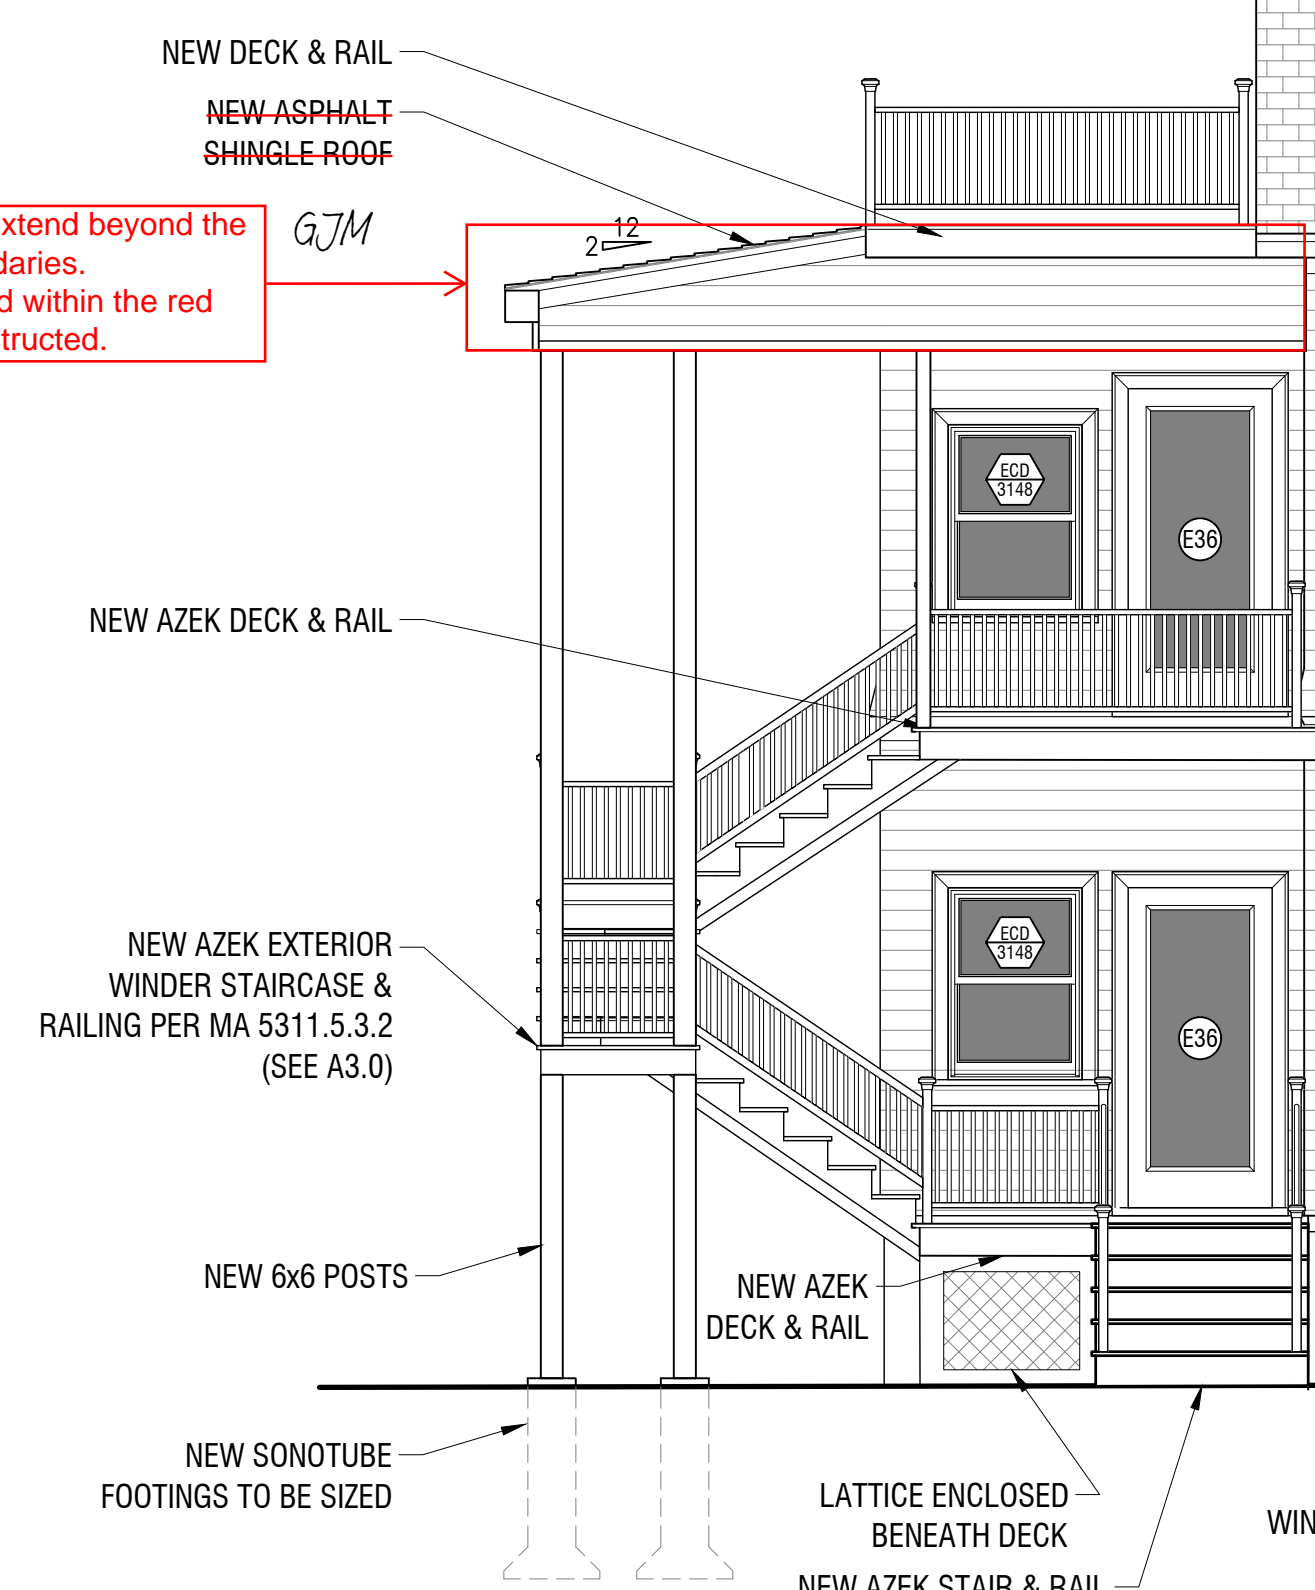 NEW DECK & RAIL
NEW ASPHALT
SHINGLE ROOF
xtend beyond the
daries.
d within the red
tructed.
GJM
12
2
ECD
3148
E36
NEW AZEK DECK & RAIL
NEW AZEK EXTERIOR
WINDER STAIRCASE &
RAILING PER MA 5311.5.3.2
(SEE A3.0)
ECD
3148
E36
NEW 6x6 POSTS
NEW AZEK
DECK & RAIL
NEW SONOTUBE
FOOTINGS TO BE SIZED
LATTICE ENCLOSED
BENEATH DECK
WIN
NEW AZEK STAIR & RAIL